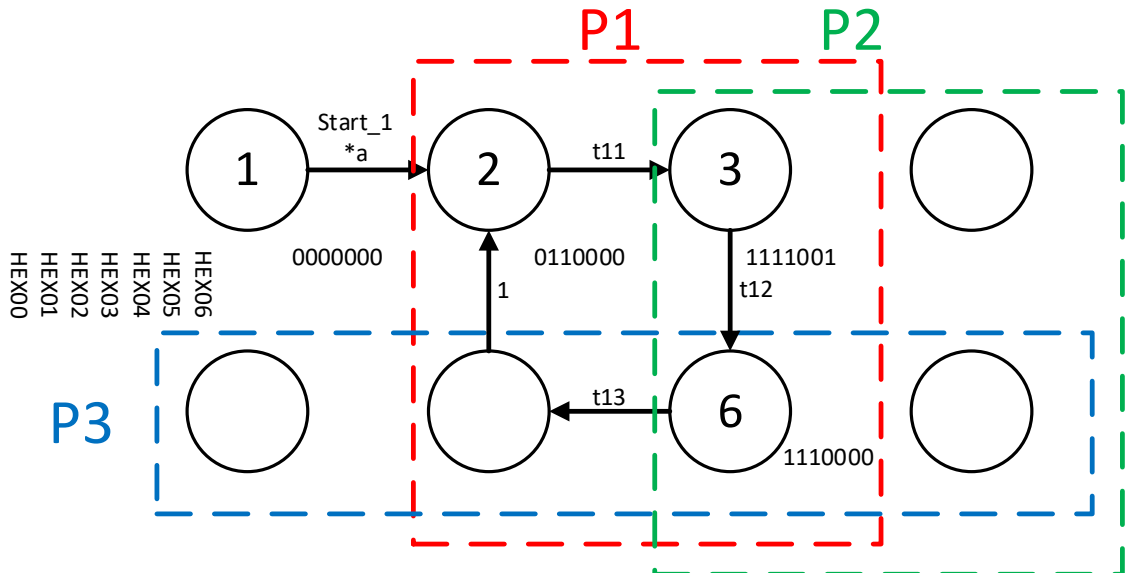 P1
P2
Start_1
*a
t11
1
2
3
0000000
0110000
1111001
HEX00
HEX01
HEX02
HEX03
HEX04
HEX05
HEX06
1
t12
P3
t13
6
1110000